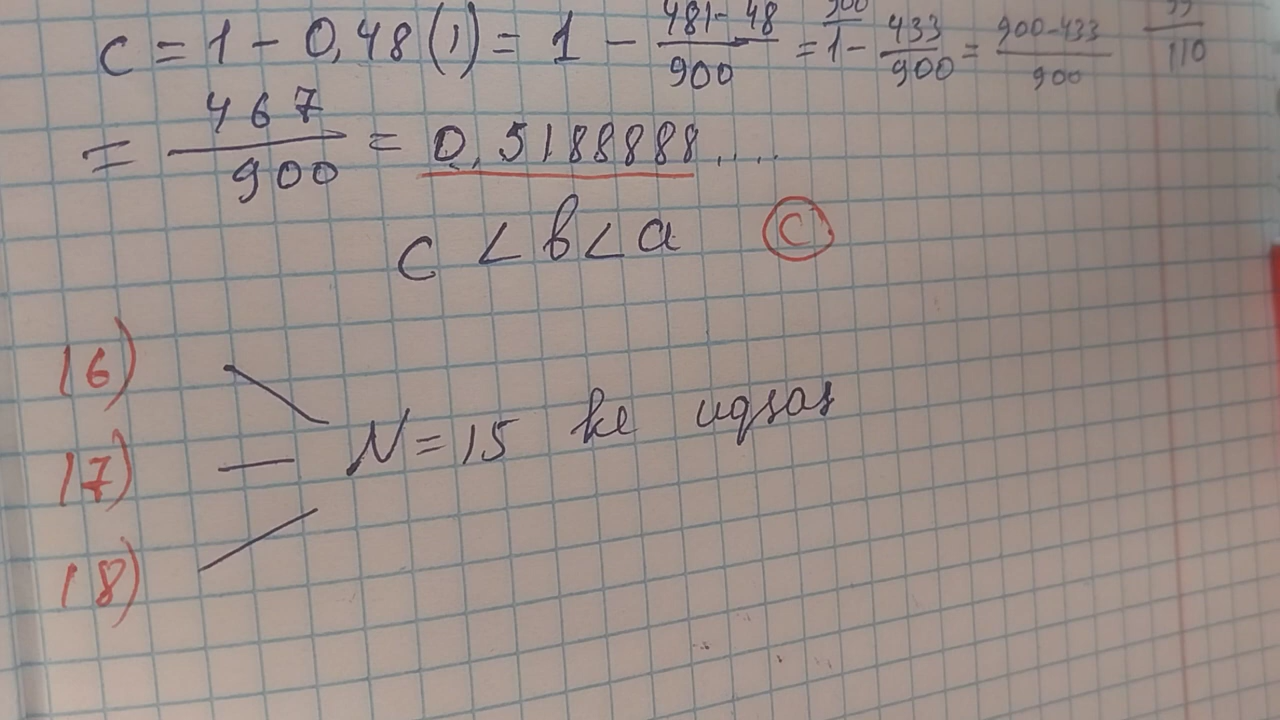 c = 1 - 0,48(1) = 1 - 481-48/900 = 1 - 433/900 = 900-433/900
110
= 467/900 = 0,5188888....
c < b < a C
16)
17) N=15 ke uqsas
18)